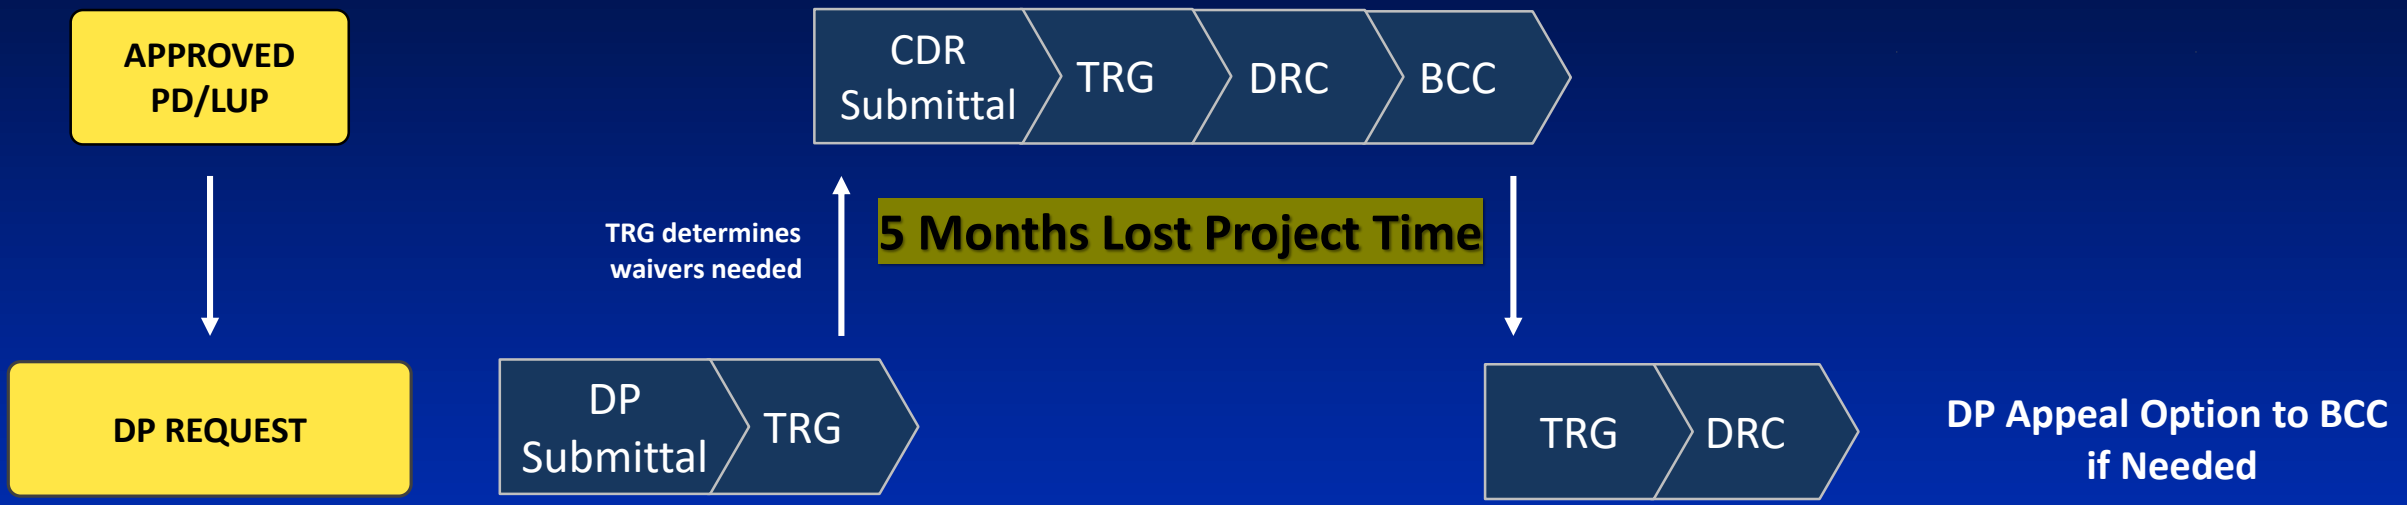 APPROVED
PD/LUP
CDR
Submittal
TRG
DRC
BCC
TRG determines
waivers needed
5 Months Lost Project Time
DP REQUEST
DP
Submittal
TRG
TRG
DRC
DP Appeal Option to BCC
if Needed